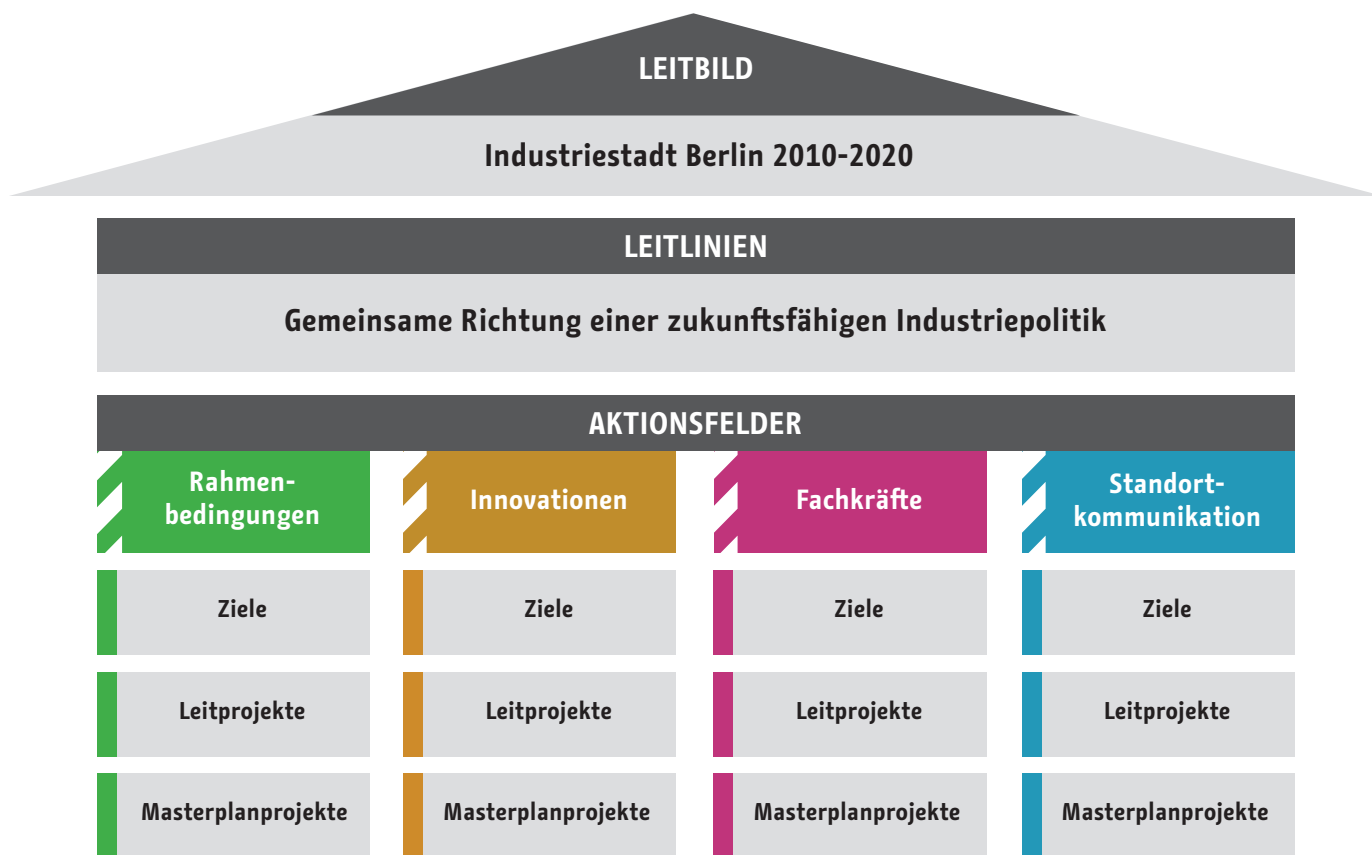 LEITBILD
Industriestadt Berlin 2010-2020
LEITLINIEN
Gemeinsame Richtung einer zukunftsfähigen Industriepolitik
AKTIONSFELDER
Rahmen-
bedingungen
Innovationen
Fachkräfte
Standort-
kommunikation
Ziele
Ziele
Ziele
Ziele
Leitprojekte
Leitprojekte
Leitprojekte
Leitprojekte
Masterplanprojekte
Masterplanprojekte
Masterplanprojekte
Masterplanprojekte